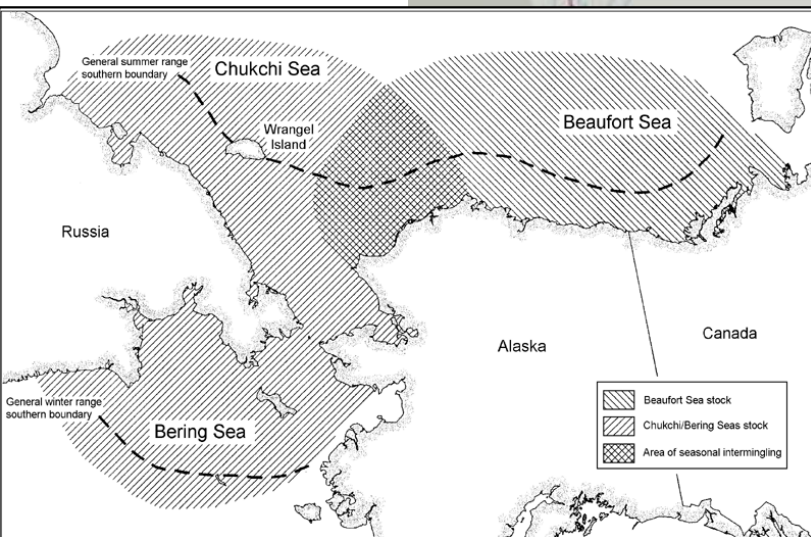 General summer range
southern boundary
Chukchi Sea
Beaufort Sea
Wrangel
Island
Russia
Alaska
Canada
General winter range
southern boundary
Bering Sea
Beaufort Sea stock
Chukchi/Bering Seas stock
Area of seasonal intermingling